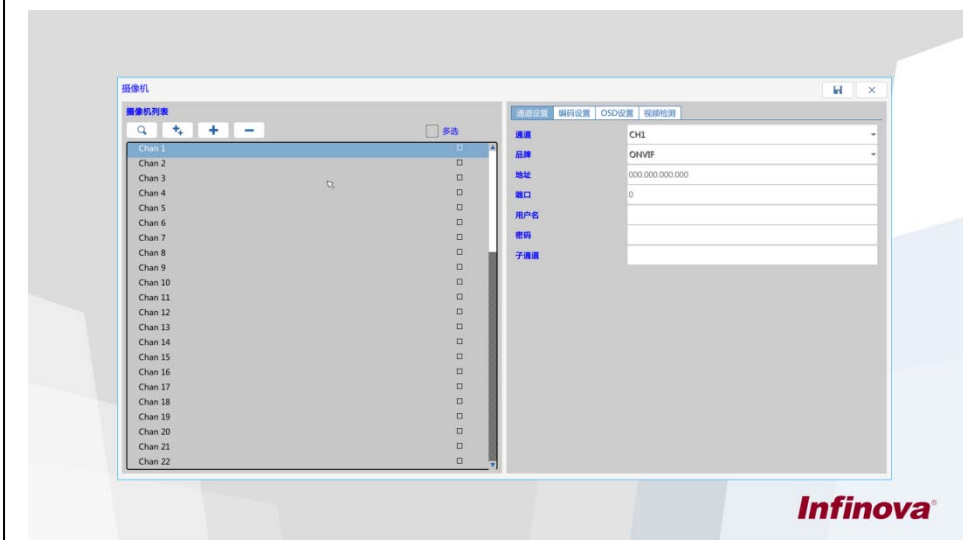 摄像机
摄像机列表
多选
Chan 1
Chan 2
Chan 3
Chan 4
Chan 5
Chan 6
Chan 7
Chan 8
Chan 9
Chan 10
Chan 11
Chan 12
Chan 13
Chan 14
Chan 15
Chan 16
Chan 17
Chan 18
Chan 19
Chan 20
Chan 21
Chan 22
通道设置 编码设置 OSD设置 视频检测
通道 CH1
品牌 ONVIF
地址 000.000.000.000
端口 0
用户名
密码
子通道
Infinova®